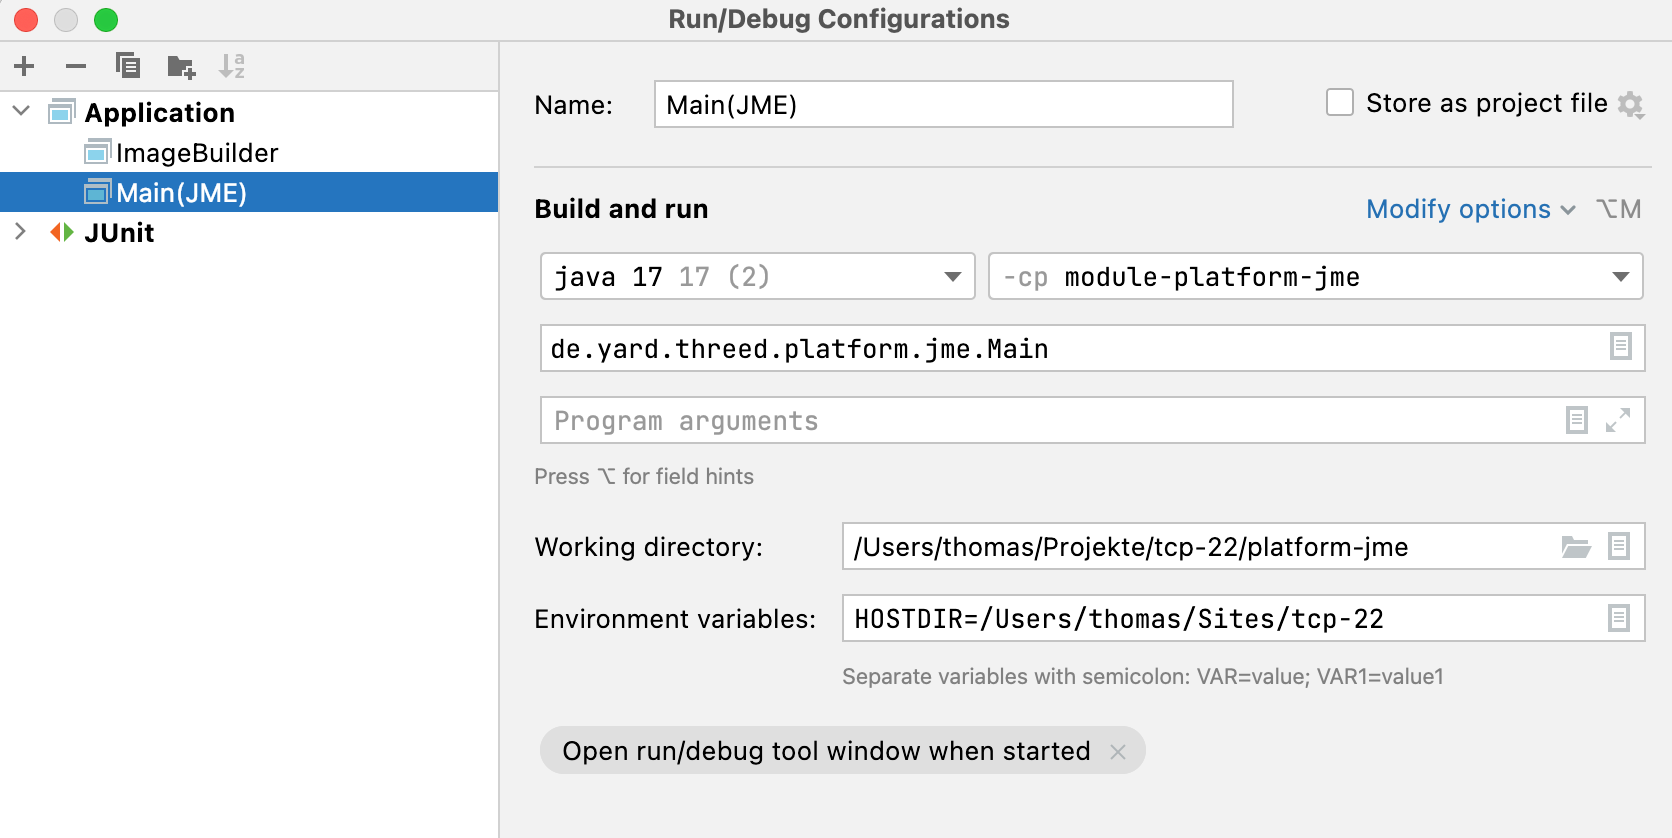 Run/Debug Configurations
Application
ImageBuilder
Main(JME)
JUnit
Name: Main(JME) Store as project file
Build and run Modify options ⌥M
java 17 17 (2) -cp module-platform-jme
de.yard.threed.platform.jme.Main
Program arguments
Press ⌥ for field hints
Working directory: /Users/thomas/Projekte/tcp-22/platform-jme
Environment variables: HOSTDIR=/Users/thomas/Sites/tcp-22
Separate variables with semicolon: VAR=value; VAR1=value1
Open run/debug tool window when started